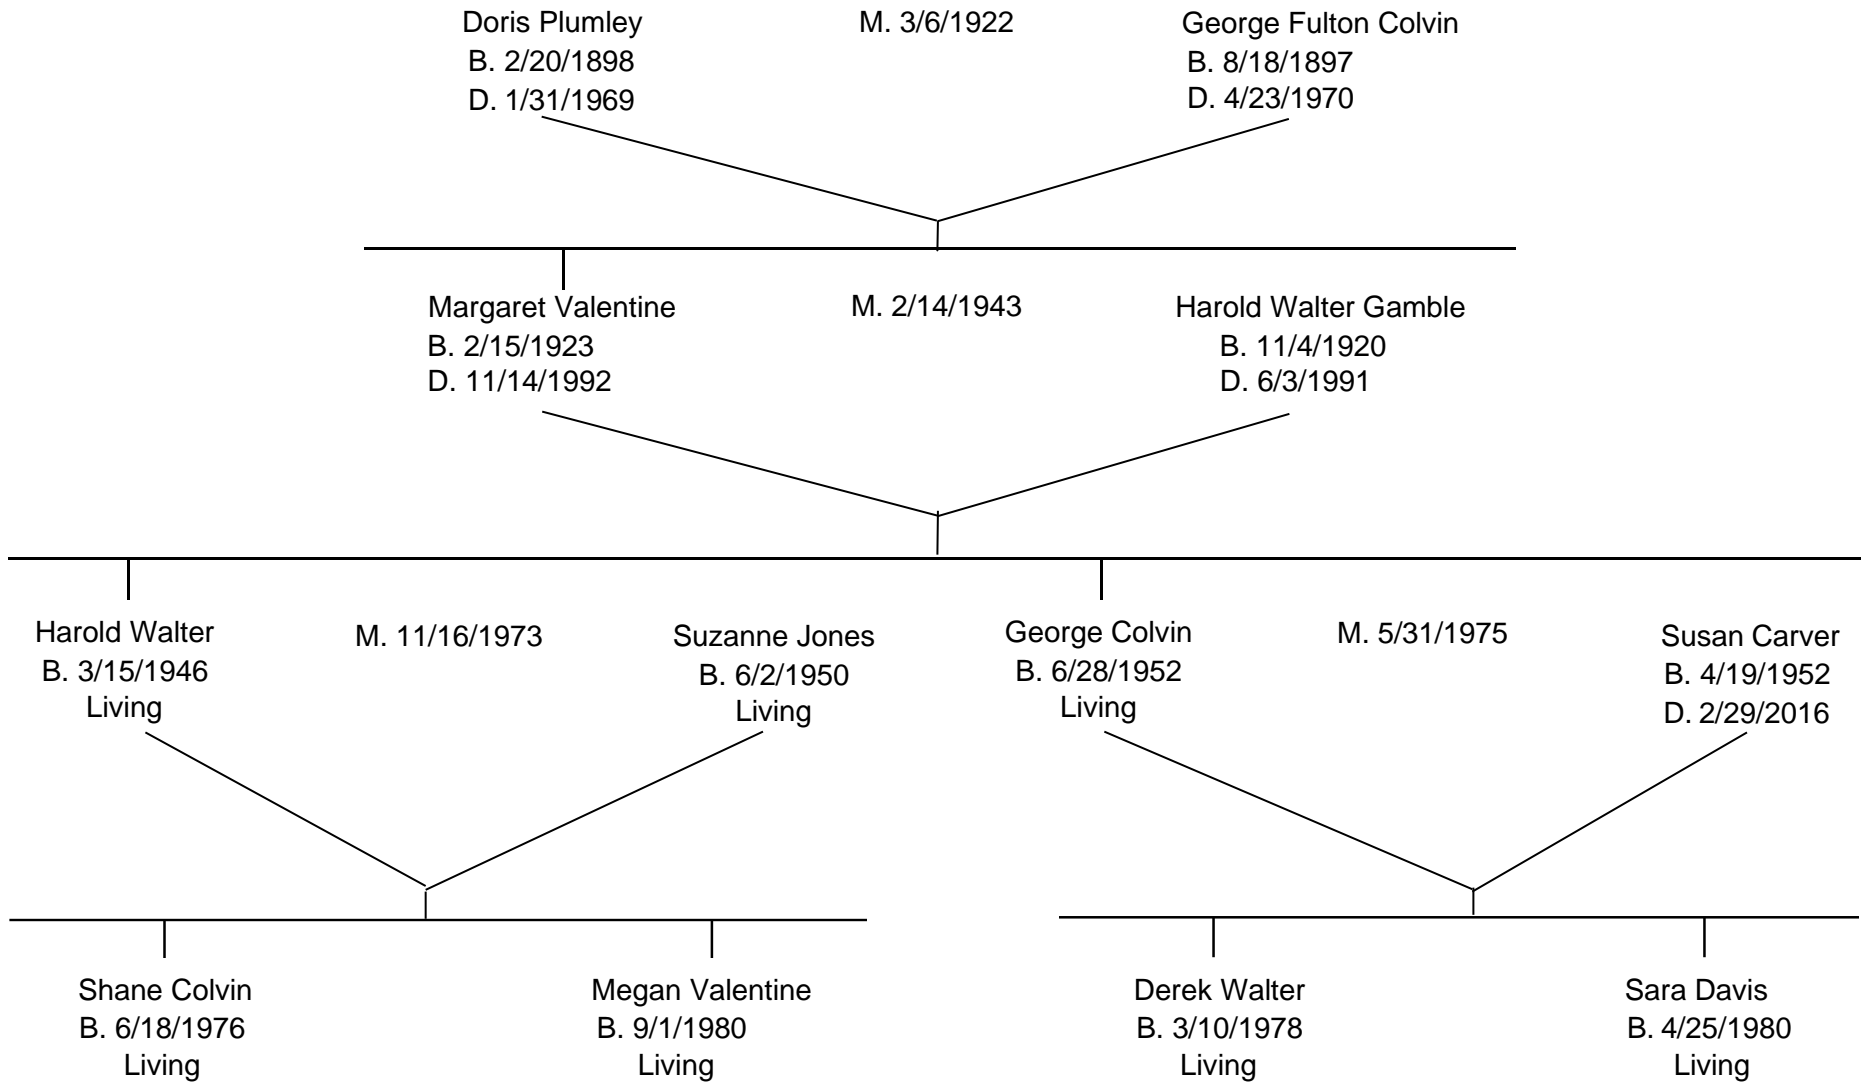 Doris Plumley
B. 2/20/1898
D. 1/31/1969
M. 3/6/1922
George Fulton Colvin
B. 8/18/1897
D. 4/23/1970
Margaret Valentine
B. 2/15/1923
D. 11/14/1992
M. 2/14/1943
Harold Walter Gamble
B. 11/4/1920
D. 6/3/1991
Harold Walter
B. 3/15/1946
Living
M. 11/16/1973
Suzanne Jones
B. 6/2/1950
Living
George Colvin
B. 6/28/1952
Living
M. 5/31/1975
Susan Carver
B. 4/19/1952
D. 2/29/2016
Shane Colvin
B. 6/18/1976
Living
Megan Valentine
B. 9/1/1980
Living
Derek Walter
B. 3/10/1978
Living
Sara Davis
B. 4/25/1980
Living